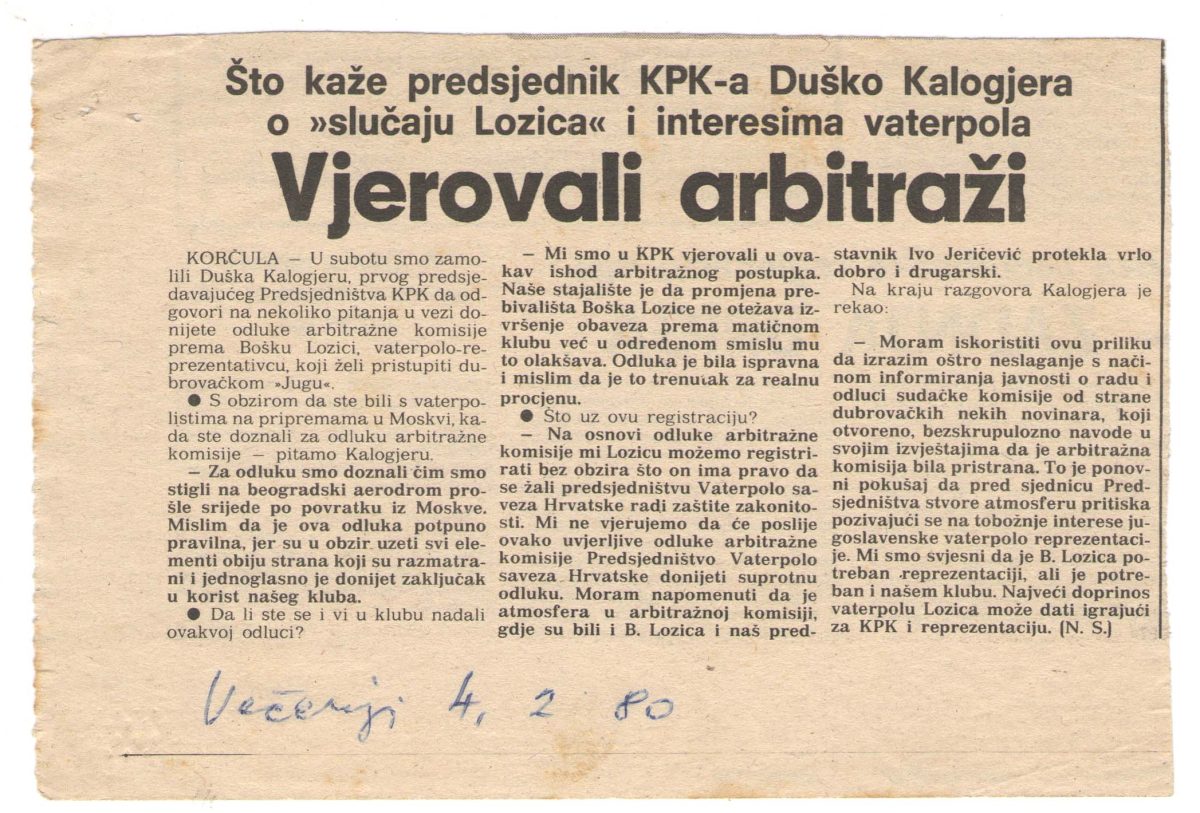 Što kaže predsjednik KPK-a Duško Kalogjera
o »slučaju Lozica« i interesima vaterpola
Vjerovali arbitraži
KORČULA — U subotu smo zamo-
lili Duška Kalogjeru, prvog predsje-
davajućeg Predsjedništva KPK da od-
govori na nekoliko pitanja u vezi do-
nijete odluke arbitražne komisije
prema Bošku Lozici, vaterpolo-re-
prezentativcu, koji želi pristupiti du-
brovačkom »Jugu«.
● S obzirom da ste bili s vaterpo-
listima na pripremama u Moskvi, ka-
da ste doznali za odluku arbitražne
komisije — pitamo Kalogjeru.
— Za odluku smo doznali čim smo
stigli na beogradski aerodrom pro-
šle srijede po povratku iz Moskve.
Mislim da je ova odluka potpuno
pravilna, jer su u obzir uzeti svi ele-
menti obiju strana koji su razmatra-
ni i jednoglasno je donijet zaključak
u korist našeg kluba.
● Da li ste se i vi u klubu nadali
ovakvoj odluci?
— Mi smo u KPK vjerovali u ova-
kav ishod arbitražnog postupka.
Naše stajalište je da promjena pre-
bivališta Boška Lozice ne otežava iz-
vršenje obaveza prema matičnom
klubu već u određenom smislu mu
to olakšava. Odluka je bila ispravna
i mislim da je to trenutak za realnu
procjenu.
● Što uz ovu registraciju?
— Na osnovi odluke arbitražne
komisije mi Lozicu možemo registri-
rati bez obzira što on ima pravo da
se žali predsjedništvu Vaterpolo sa-
veza Hrvatske radi zaštite zakonito-
sti. Mi ne vjerujemo da će poslije
ovako uvjerljive odluke arbitražne
komisije Predsjedništvo Vaterpolo
saveza Hrvatske donijeti suprotnu
odluku. Moram napomenuti da je
atmosfera u arbitražnoj komisiji,
gdje su bili i B. Lozica i naš pred-
stavnik Ivo Jeričević protekla vrlo
dobro i drugarski.
Na kraju razgovora Kalogjera je
rekao:
— Moram iskoristiti ovu priliku
da izrazim oštro neslaganje s nači-
nom informiranja javnosti o radu i
odluci sudačke komisije od strane
dubrovačkih nekih novinara, koji
otvoreno, bezskrupulozno navode u
svojim izvještajima da je arbitražna
komisija bila pristrana. To je ponov-
ni pokušaj da pred sjednicu Pred-
sjedništva stvore atmosferu pritiska
pozivajući se na tobožnje interese ju-
goslavenske vaterpolo reprezentaci-
je. Mi smo svjesni da je B. Lozica po-
treban reprezentaciji, ali je potre-
ban i našem klubu. Najveći doprinos
vaterpolu Lozica može dati igrajući
za KPK i reprezentaciju. (N. S.)
Večernji 4. 2 80